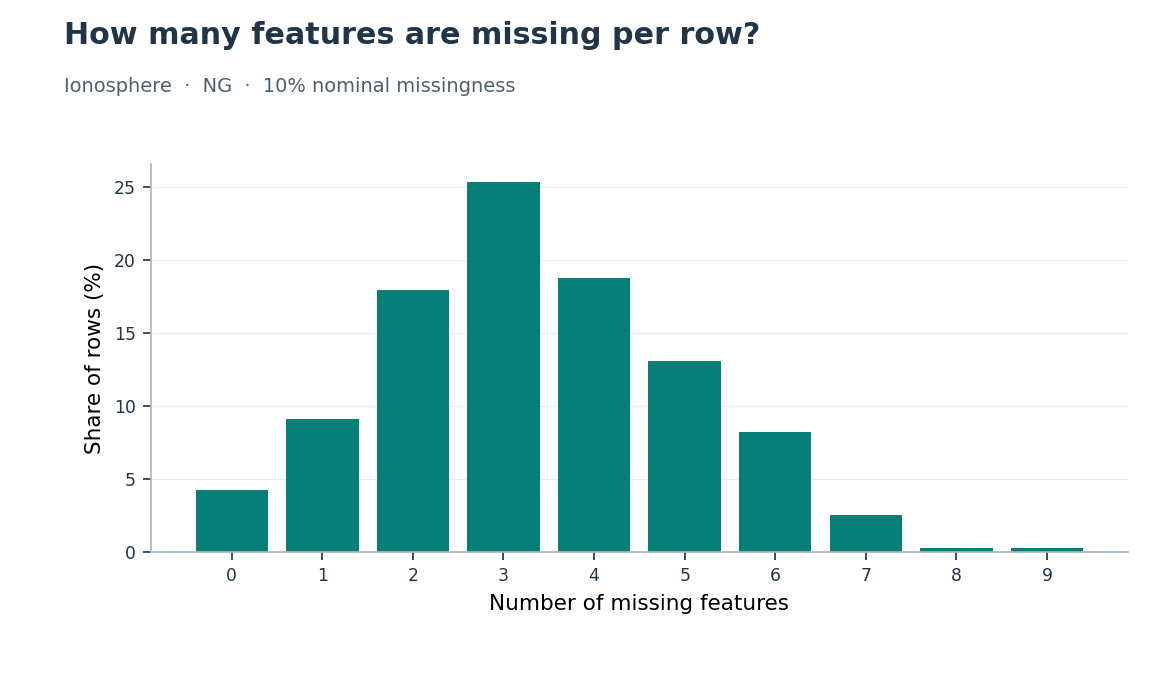 How many features are missing per row?
Ionosphere · NG · 10% nominal missingness
Share of rows (%)
25
20
15
10
5
0
0 1 2 3 4 5 6 7 8 9
Number of missing features